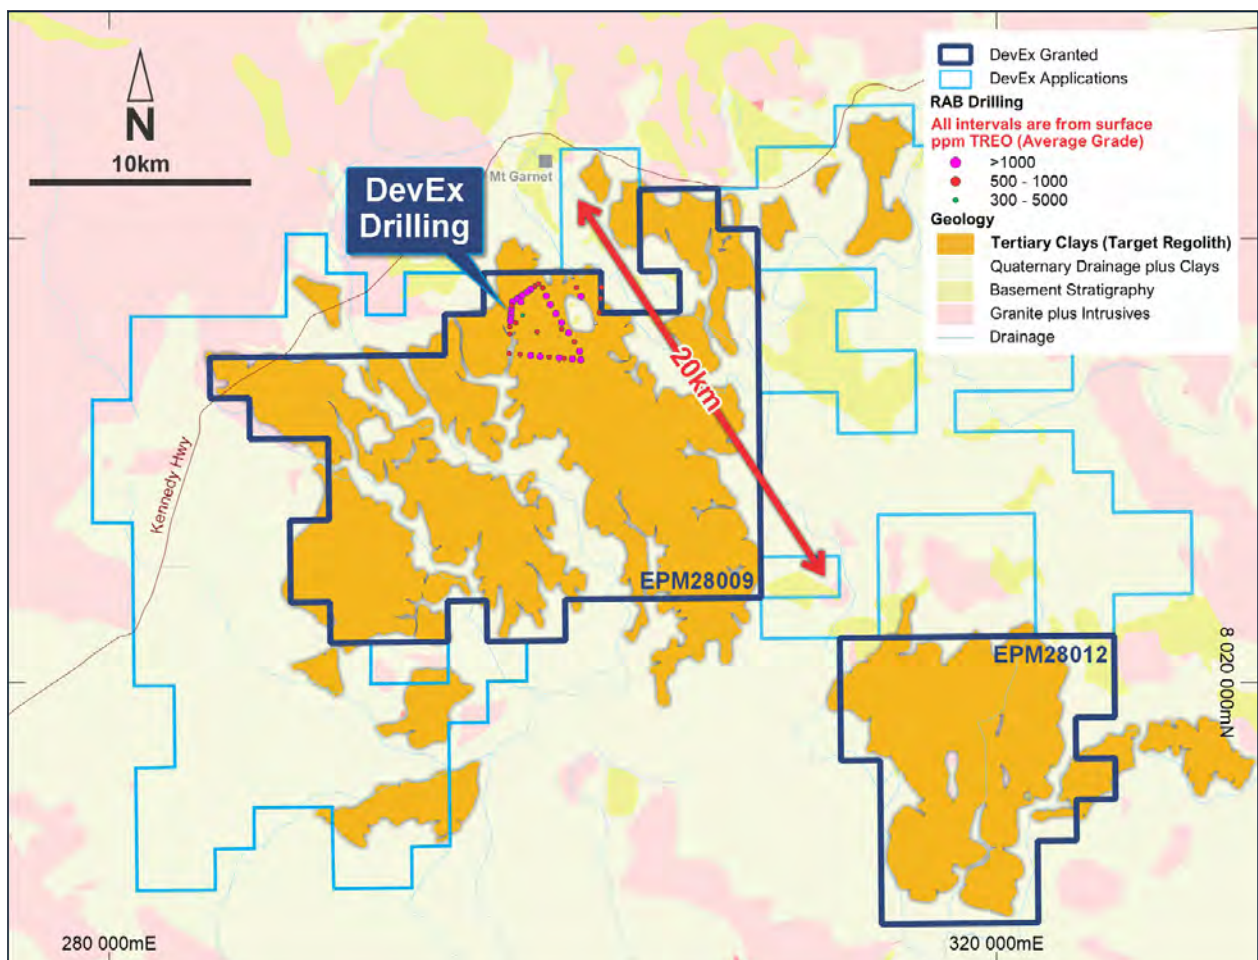 N
10km
DevEx
Drilling
Mt Garnet
Kennedy Hwy
20km
EPM28009
EPM28012
8 020 000mN
280 000mE
320 000mE
DevEx Granted
DevEx Applications
RAB Drilling
All intervals are from surface
ppm TREO (Average Grade)
>1000
500 - 1000
300 - 5000
Geology
Tertiary Clays (Target Regolith)
Quaternary Drainage plus Clays
Basement Stratigraphy
Granite plus Intrusives
Drainage